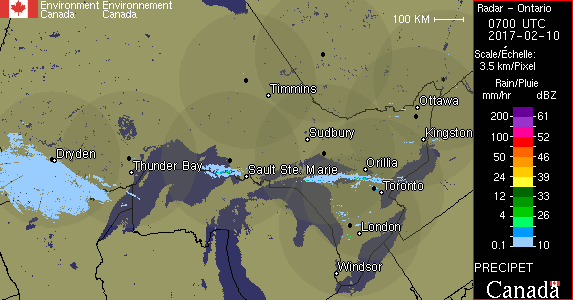 Environment Environnement
Canada Canada
100 KM
Timmins
Ottawa
Sudbury
Kingston
Dryden
Thunder Bay
Sault Ste. Marie
Orillia
Toronto
London
Windsor
Radar - Ontario
0700 UTC
2017-02-10
Scale/Échelle:
3.5 km/Pixel
Rain/Pluie
mm/hr dBZ
200 61
100 52
50 46
24 39
12 33
4 26
0.1 10
PRECIPET
Canada